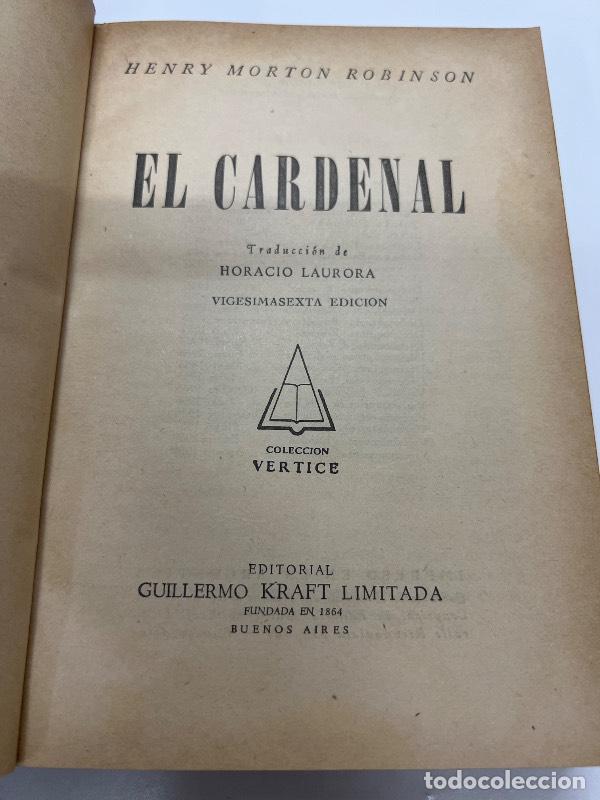 HENRY MORTON ROBINSON
EL CARDENAL
Traducción de
HORACIO LAURORA
VIGESIMASEXTA EDICION
COLECCION
VERTICE
EDITORIAL
GUILLERMO KRAFT LIMITADA
FUNDADA EN 1864
BUENOS AIRES
todocoleccion